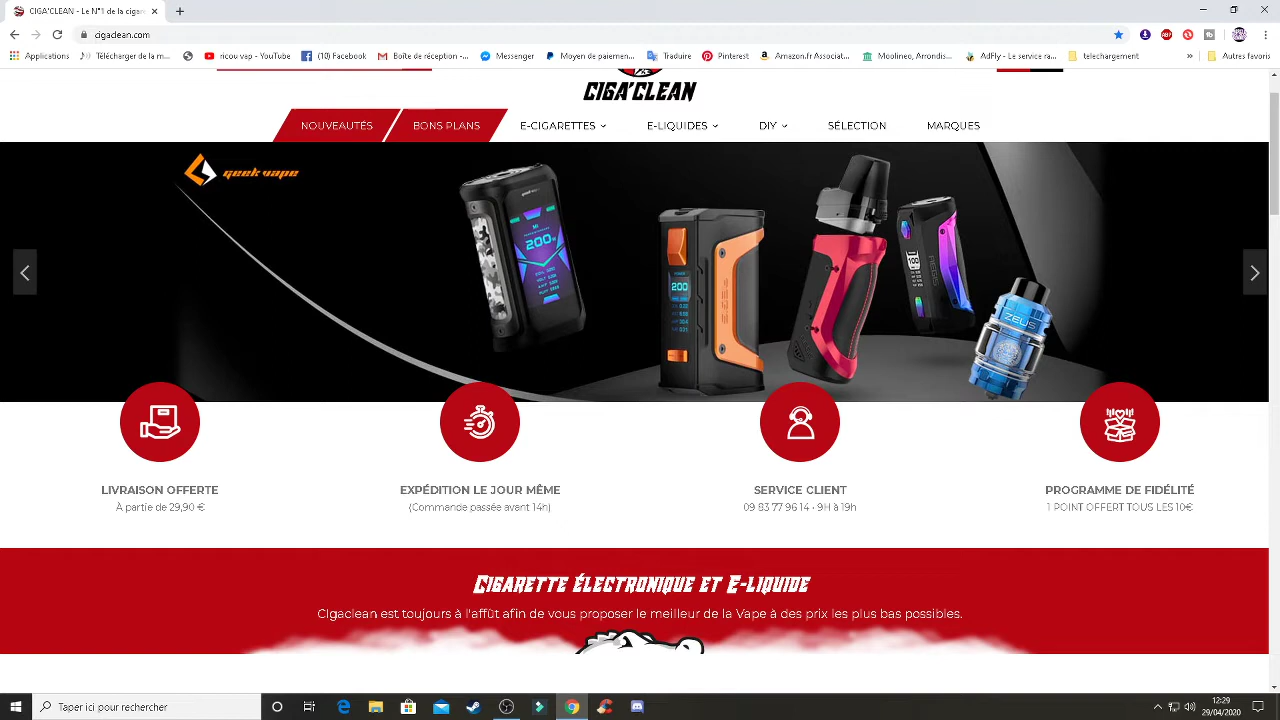 CIGA'CLEAN - Le N°1 de la cigare
cigaclean.com
Applications
Télécharger de la m...
ricou vap - YouTube
(10) Facebook
Boîte de réception -...
Messenger
Moyen de paiemen...
Traduire
Pinterest
Amazon.fr Associat...
Moolineo, Arrondis...
AdFly - Le service ra...
telechargement
»
Autres favoris
CIGA'CLEAN
NOUVEAUTÉS
BONS PLANS
E-CIGARETTES
E-LIQUIDES
DIY
SÉLECTION
MARQUES
geek vape
200w
200
AEGIS
100
ZEUS
LIVRAISON OFFERTE
À partir de 29,90 €
EXPÉDITION LE JOUR MÊME
(Commande passée avant 14h)
SERVICE CLIENT
09 83 77 96 14 - 9H à 19h
PROGRAMME DE FIDÉLITÉ
1 POINT OFFERT TOUS LES 10€
Cigarette électronique et E-liquide
Cigaclean est toujours à l'affût afin de vous proposer le meilleur de la Vape à des prix les plus bas possibles.
Taper ici pour rechercher
12:29
29/04/2020